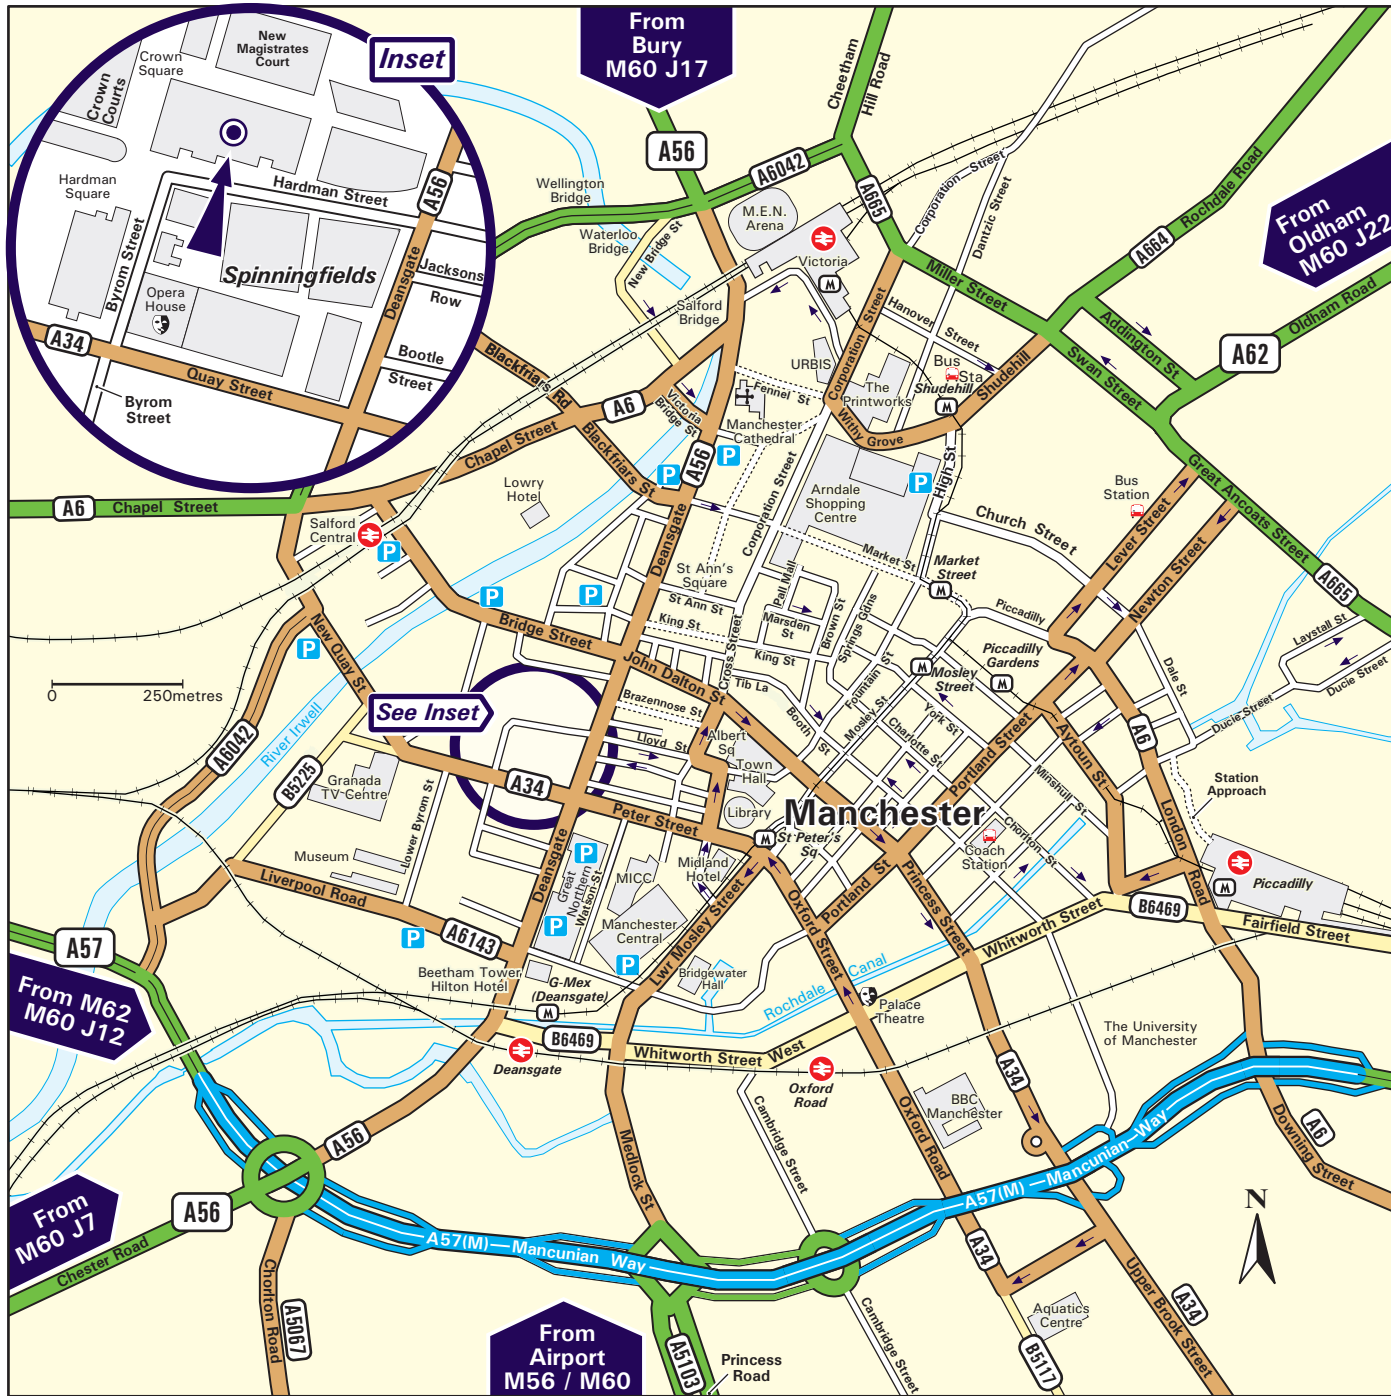 Inset
New
Magistrates
Court
Crown
Square
Crown
Courts
Hardman
Square
Hardman Street
A56
Byrom Street
Spinningfields
Deansgate
Jacksons
Row
Opera
House
A34
Quay Street
Bootle
Street
Byrom
Street
From
Bury
M60 J17
A56
A6042
Cheetham
Hill Road
A665
Corporation Street
Dantzic Street
A664
Rochdale Road
From
Oldham
M60 J22
Oldham Road
A62
Wellington
Bridge
Waterloo
Bridge
New Bridge St
M.E.N.
Arena
Victoria
M
Miller Street
Salford
Bridge
Hanover Street
Addington St
Swan Street
Corporation Street
URBIS
The
Printworks
Bus
Sta
Shudehill
M
Shudehill
Blackfriars Rd
A6
Chapel Street
Victoria
Bridge St
Fennel St
Manchester
Cathedral
Withy Grove
A56
P
P
Blackfriars St
High St
P
Great Ancoats Street
A6
Chapel Street
Lowry
Hotel
Corporation Street
Arndale
Shopping
Centre
Bus
Station
Church Street
Lever Street
Newton Street
A665
Salford
Central
P
Deansgate
St Ann's
Square
Market St
Market
Street
M
P
P
St Ann St
Pall Mall
Marsden
St
Brown St
Springs Gdns
Piccadilly
Bridge Street
King St
King St
Cross Street
Laystall St
Ducie Street
Ducie Street
Dale St
P
New Quay St
John Dalton St
Tib La
Fountain St
M
Mosley
Street
Piccadilly
Gardens
M
0
250metres
See Inset
Brazennose St
Booth St
Mosley St
York St
Charlotte St
Portland Street
Aytoun St
A6
Lloyd St
Albert
Sq
Town
Hall
A6042
River Irwell
B5225
Granada
TV Centre
A34
Peter Street
Library
Manchester
Minshull St
Station
Approach
London Road
Lower Byrom St
M
St Peter's
Sq
Coach
Station
Chorlton St
Museum
Liverpool Road
Deansgate
P
Great
Northern
Watson St
MICC
Midland
Hotel
Portland St
Princess Street
M
Piccadilly
B6469
Fairfield Street
P
P
A6143
Manchester
Central
P
Lwr Mosley Street
Oxford Street
Whitworth Street
A57
Beetham Tower
Hilton Hotel
G-Mex
(Deansgate)
M
Bridgewater
Hall
Rochdale Canal
Palace
Theatre
The University
of Manchester
From M62
M60 J12
B6469
Whitworth Street West
Deansgate
Oxford
Road
A34
BBC
Manchester
A56
Cambridge Street
Oxford Road
A6
Downing Street
Medlock St
A57(M)—Mancunian—Way
From
M60 J7
A56
Chester Road
A57(M)—Mancunian Way
A34
N
Chorlton Road
A5067
Cambridge Street
Upper Brook Street
A34
Aquatics
Centre
B5117
From
Airport
M56 / M60
A5103
Princess
Road